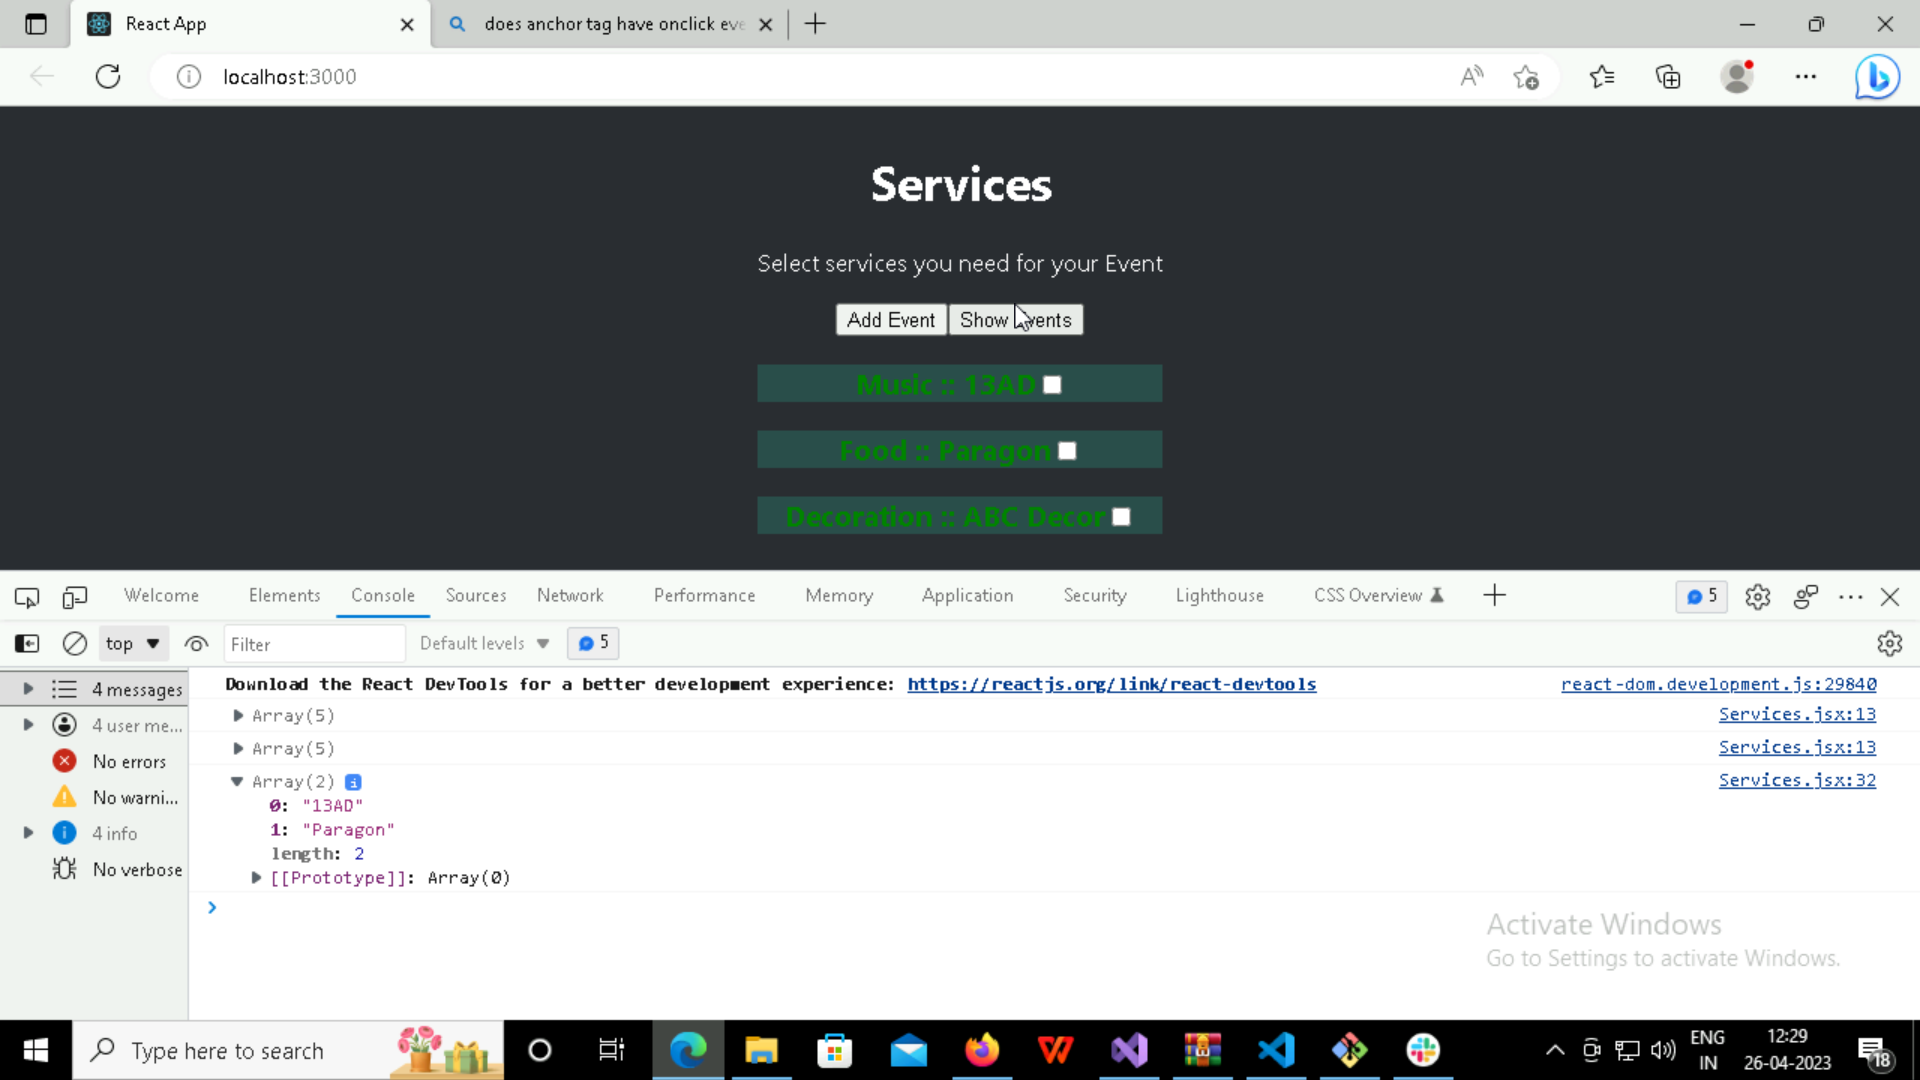 React App
does anchor tag have onclick eve
localhost:3000
Services
Select services you need for your Event
Add Event
Show Events
Music :: 13AD
Food :: Paragon
Decoration :: ABC Decor
Welcome Elements Console Sources Network Performance Memory Application Security Lighthouse CSS Overview 5
top Filter Default levels 5
4 messages
4 user me...
No errors
No warni...
4 info
No verbose
Download the React DevTools for a better development experience: https://reactjs.org/link/react-devtools react-dom.development.js:29840
Array(5) Services.jsx:13
Array(5) Services.jsx:13
Array(2) i Services.jsx:32
0: "13AD"
1: "Paragon"
length: 2
[[Prototype]]: Array(0)
Activate Windows
Go to Settings to activate Windows.
Type here to search
ENG
IN
12:29
26-04-2023
18